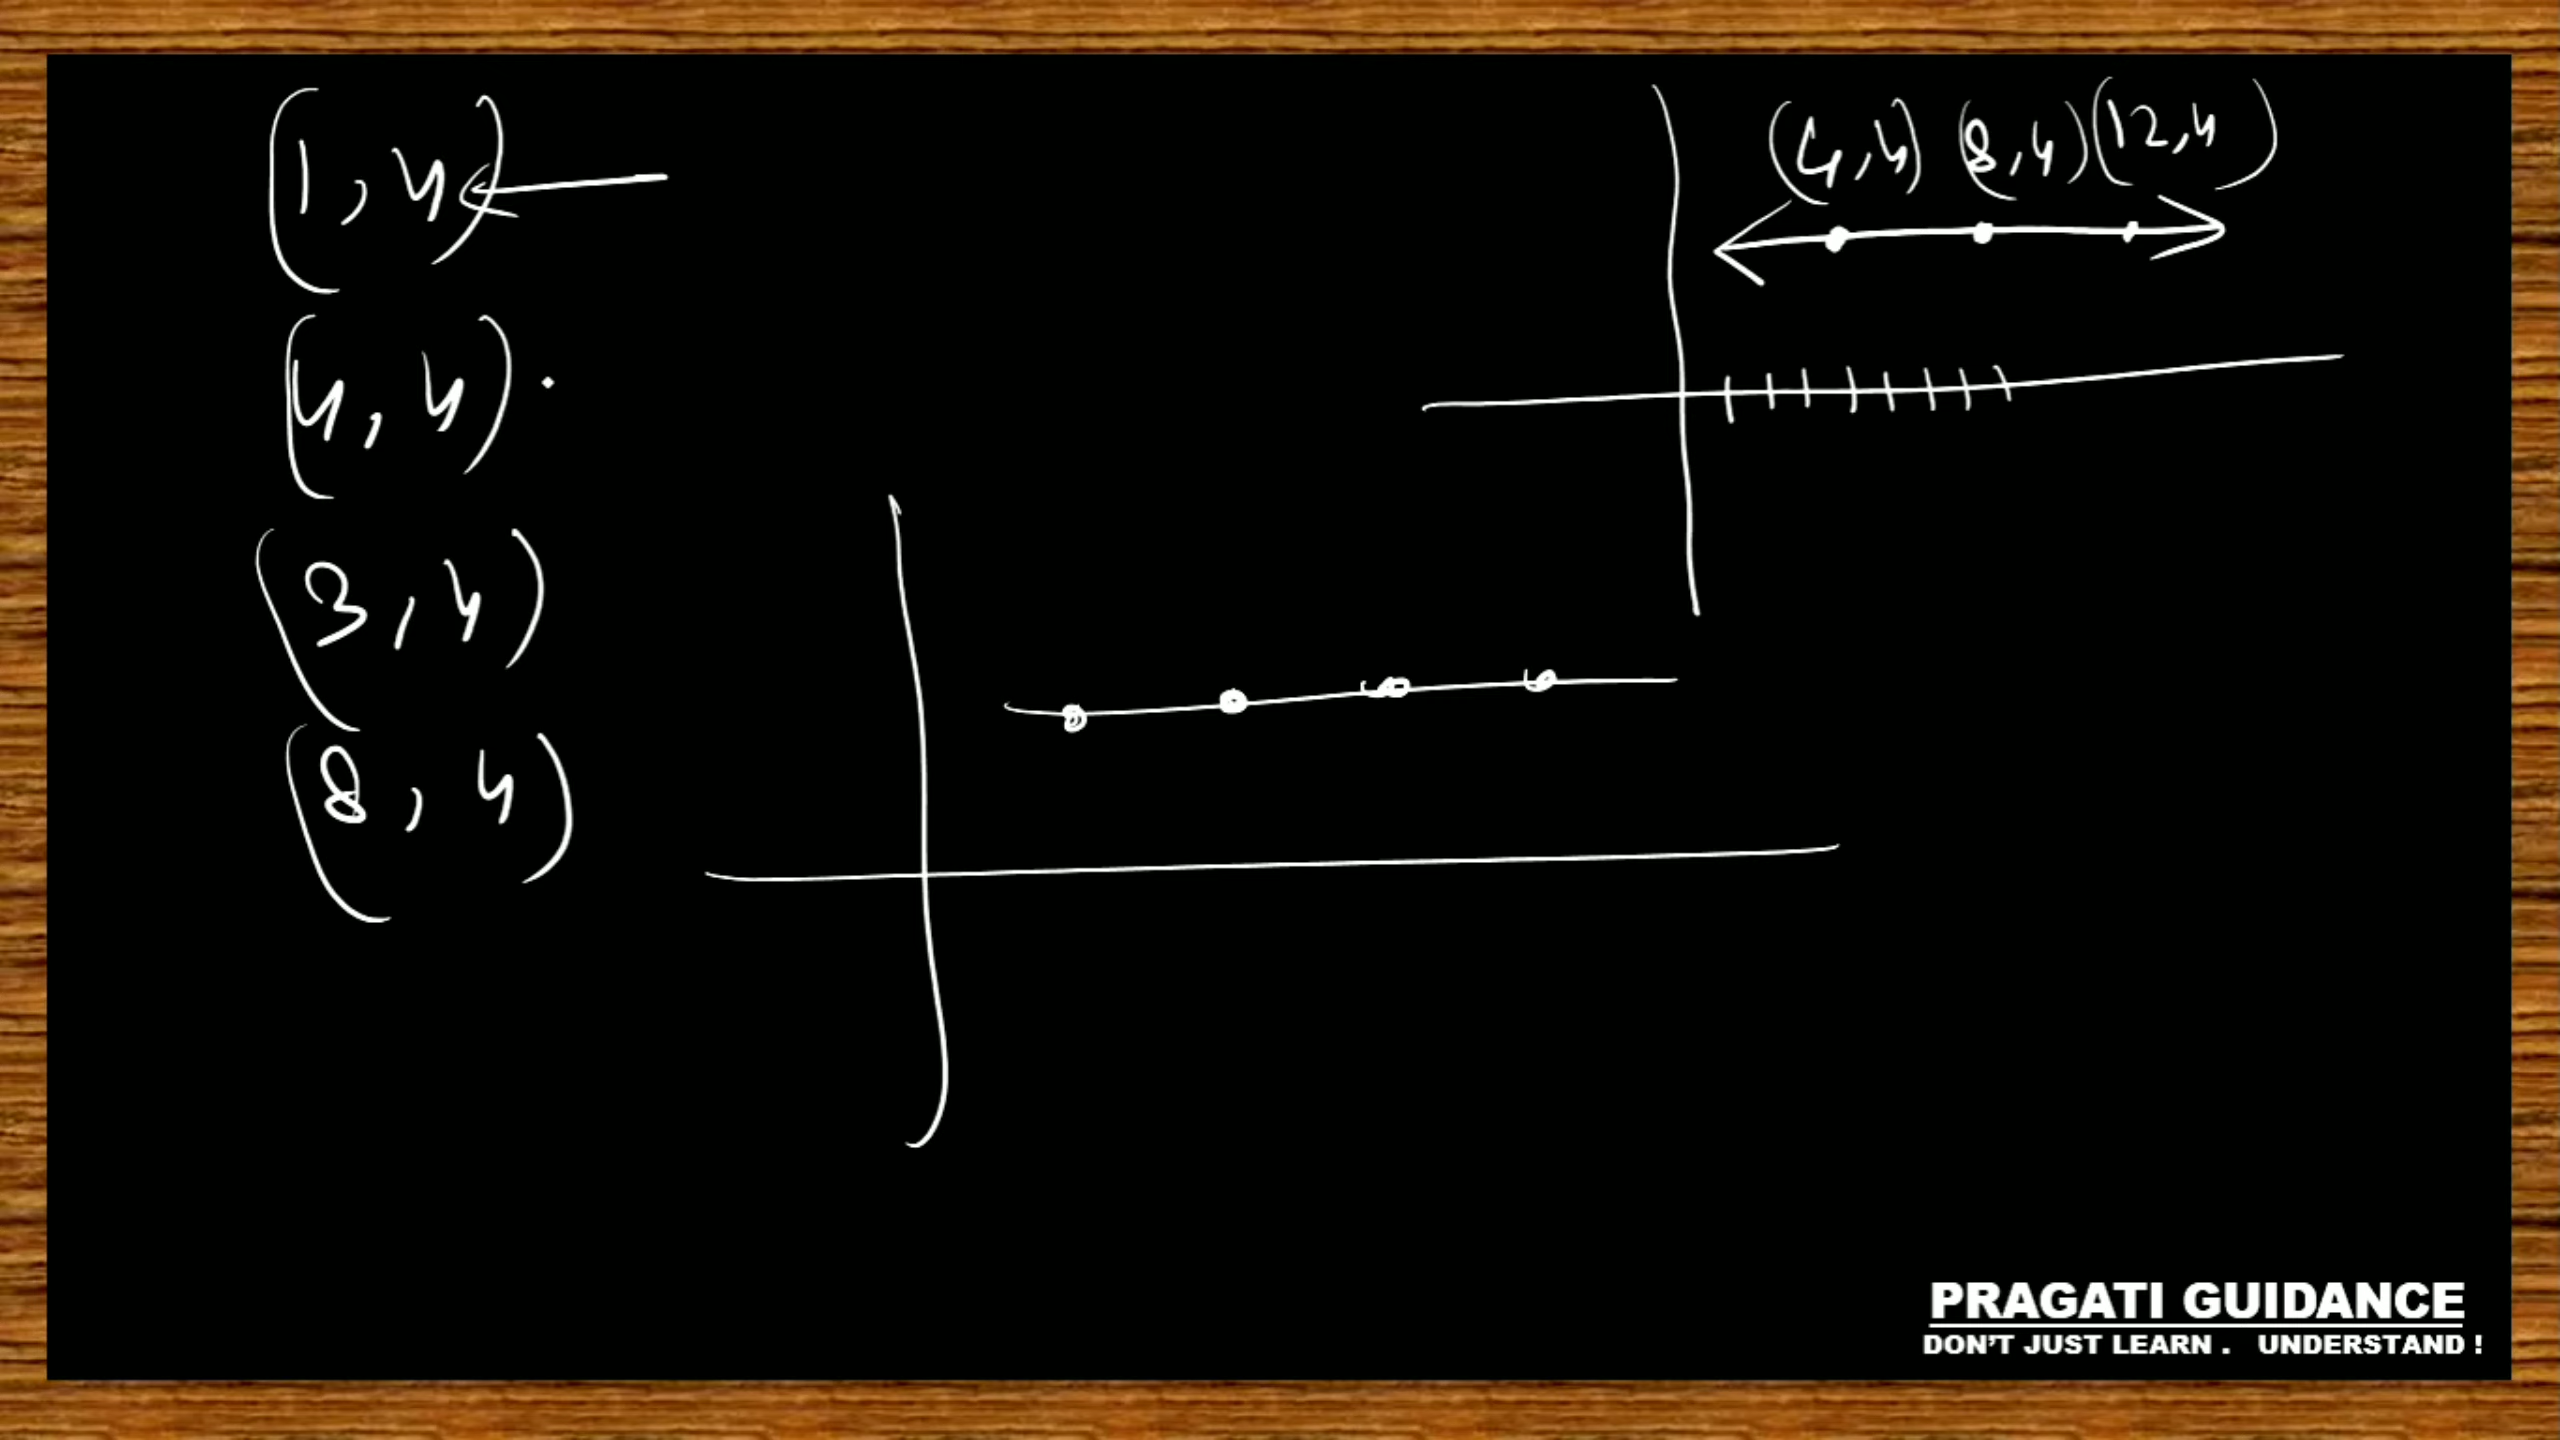 (1, 4)
(4, 4).
(3, 4)
(8, 4)
(4, 4) (8, 4) (12, 4)
PRAGATI GUIDANCE
DON'T JUST LEARN . UNDERSTAND !